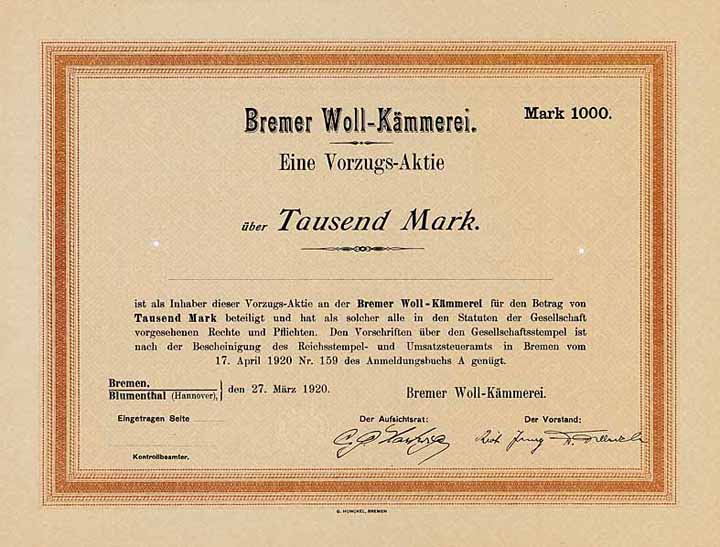 Bremer Woll-Kämmerei.
Mark 1000.
Eine Vorzugs-Aktie
über Tausend Mark.
ist als Inhaber dieser Vorzugs-Aktie an der Bremer Woll-Kämmerei für den Betrag von
Tausend Mark beteiligt und hat als solcher alle in den Statuten der Gesellschaft
vorgesehenen Rechte und Pflichten. Den Vorschriften über den Gesellschaftsstempel ist
nach der Bescheinigung des Reichsstempel- und Umsatzsteueramts in Bremen vom
17. April 1920 Nr. 159 des Anmeldungsbuchs A genügt.
Bremen,
Blumenthal (Hannover), den 27. März 1920.
Bremer Woll-Kämmerei.
Eingetragen Seite
Der Aufsichtsrat:
Der Vorstand:
Kontrollbeamter.
G. HUNCKEL, BREMEN